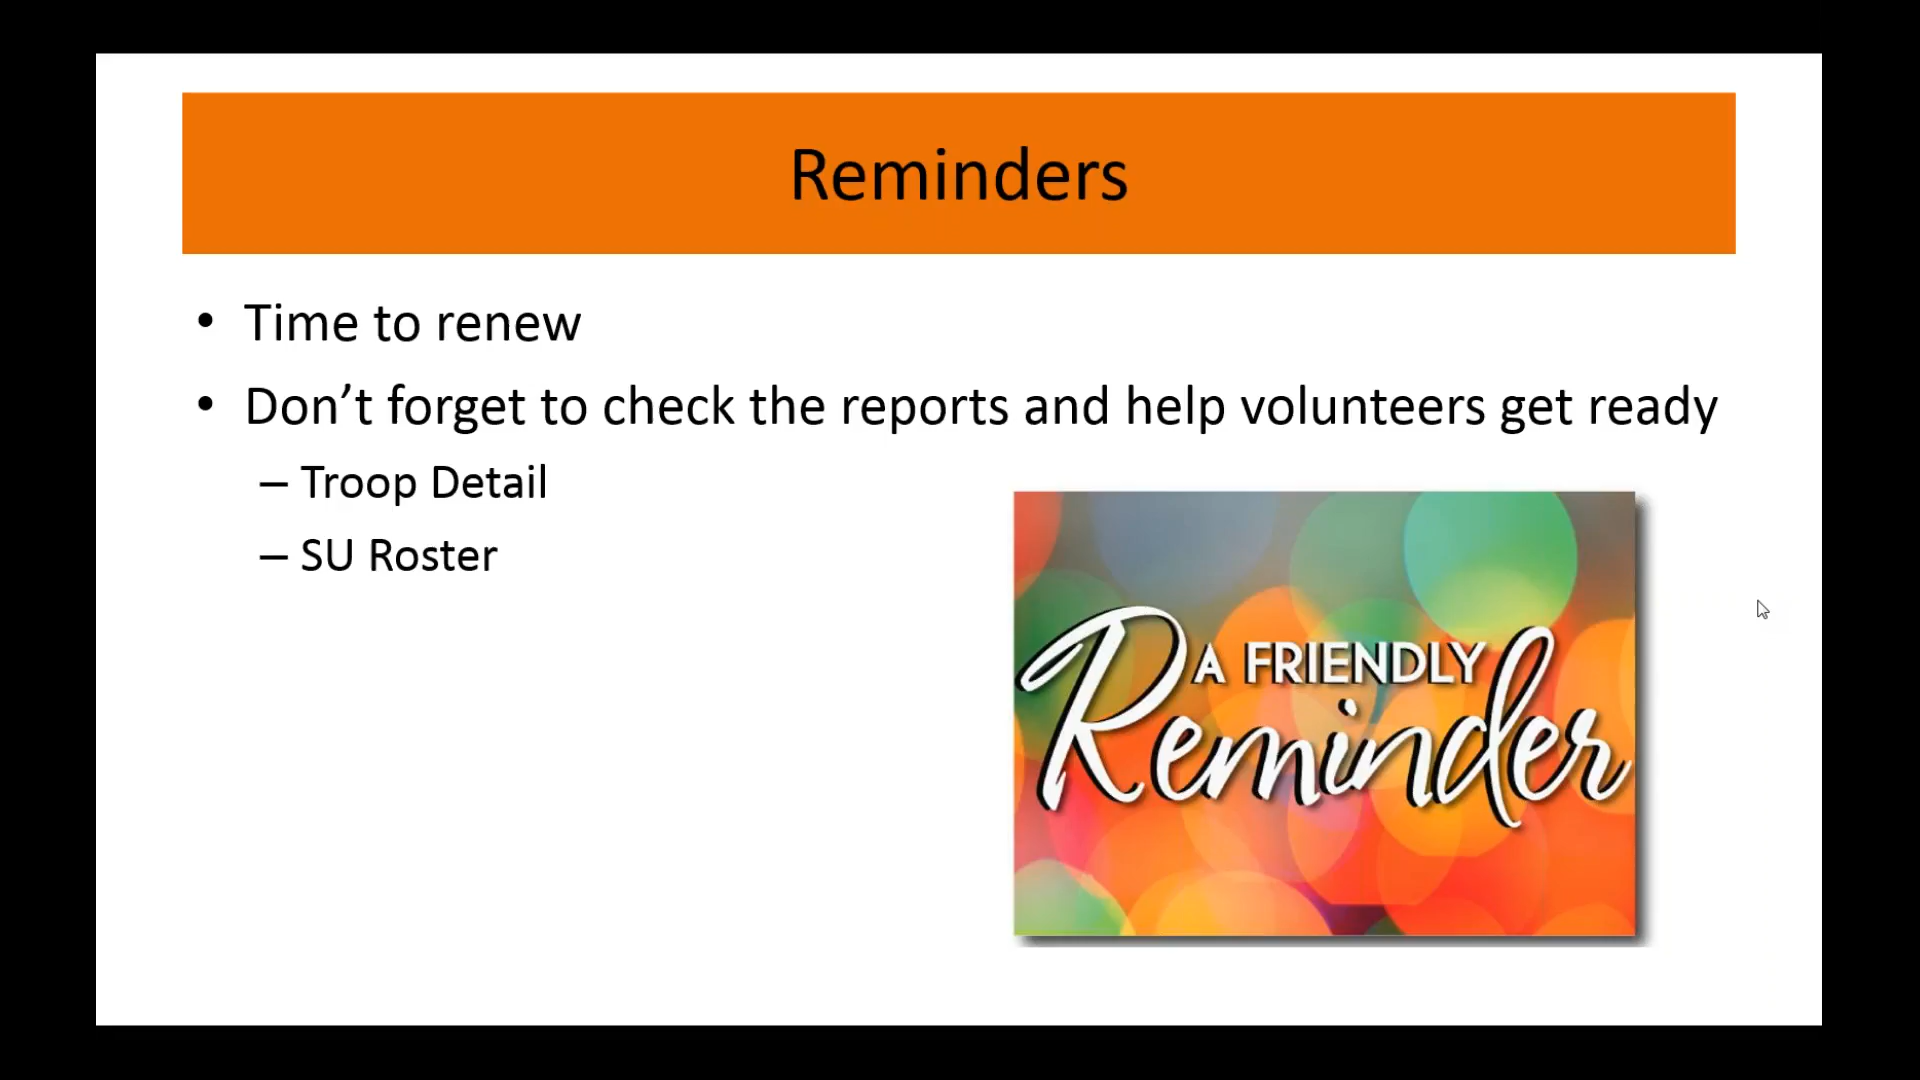 Reminders
• Time to renew
• Don’t forget to check the reports and help volunteers get ready
– Troop Detail
– SU Roster
A FRIENDLY
Reminder